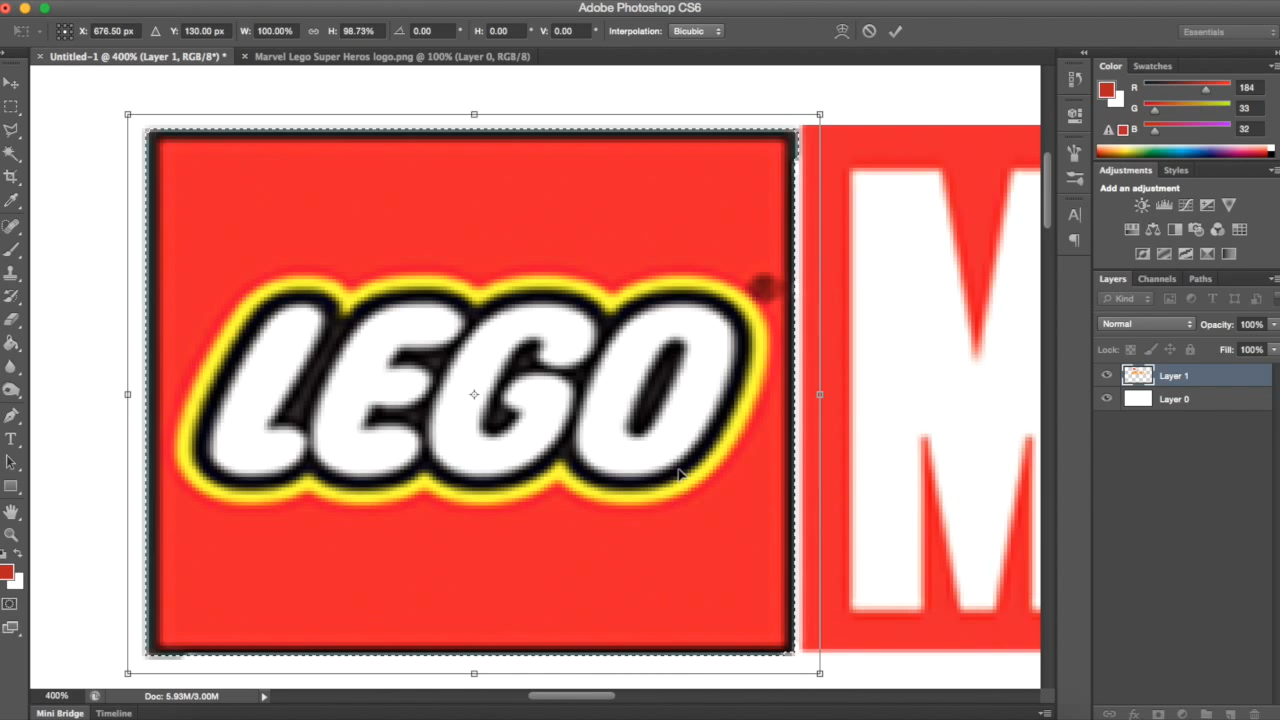 Adobe Photoshop CS6
X: 676.50 px Y: 130.00 px W: 100.00% H: 98.73% 0.00 ° H: 0.00 ° V: 0.00 ° Interpolation: Bicubic Essentials
× Untitled-1 @ 400% (Layer 1, RGB/8*) * × Marvel Lego Super Heros logo.png @ 100% (Layer 0, RGB/8)
Color Swatches
R 184
G 33
B 32
Adjustments Styles
Add an adjustment
Layers Channels Paths
Kind
Normal Opacity: 100%
Lock: Fill: 100%
Layer 1
Layer 0
LEGO
M
400% Doc: 5.93M/3.00M
Mini Bridge Timeline